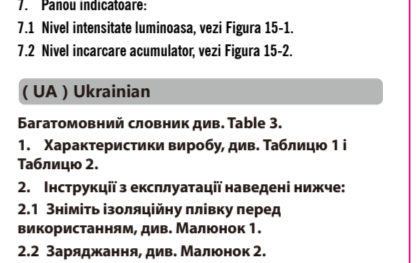 7. Panou indicatoare:
7.1 Nivel intensitate luminoasa, vezi Figura 15-1.
7.2 Nivel incarcare acumulator, vezi Figura 15-2.
( UA ) Ukrainian
Багатомовний словник див. Table 3.
1. Характеристики виробу, див. Таблицю 1 і
Таблицю 2.
2. Інструкції з експлуатації наведені нижче:
2.1 Зніміть ізоляційну плівку перед
використанням, див. Малюнок 1.
2.2 Заряджання, див. Малюнок 2.